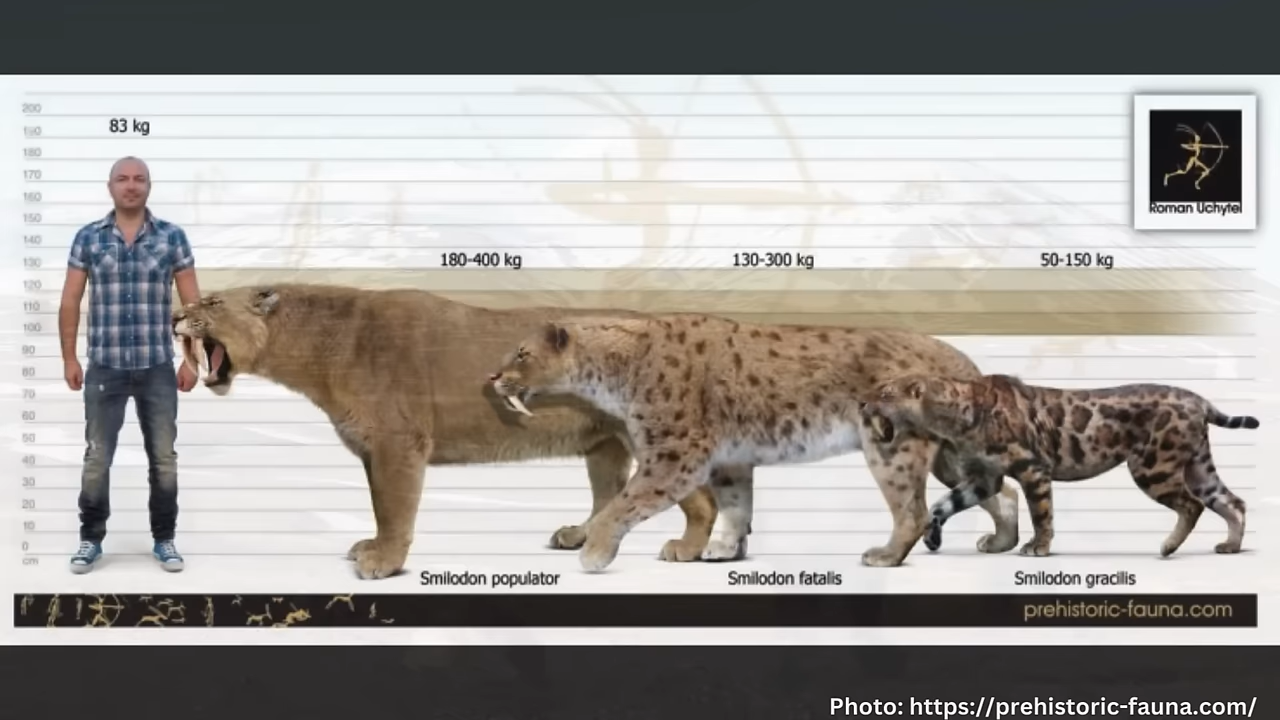 200
190
180
170
160
150
140
130
120
110
100
90
80
70
60
50
40
30
20
10
0
cm
83 kg
180-400 kg
130-300 kg
50-150 kg
Roman Uchytel
Smilodon populator
Smilodon fatalis
Smilodon gracilis
prehistoric-fauna.com
Photo: https://prehistoric-fauna.com/